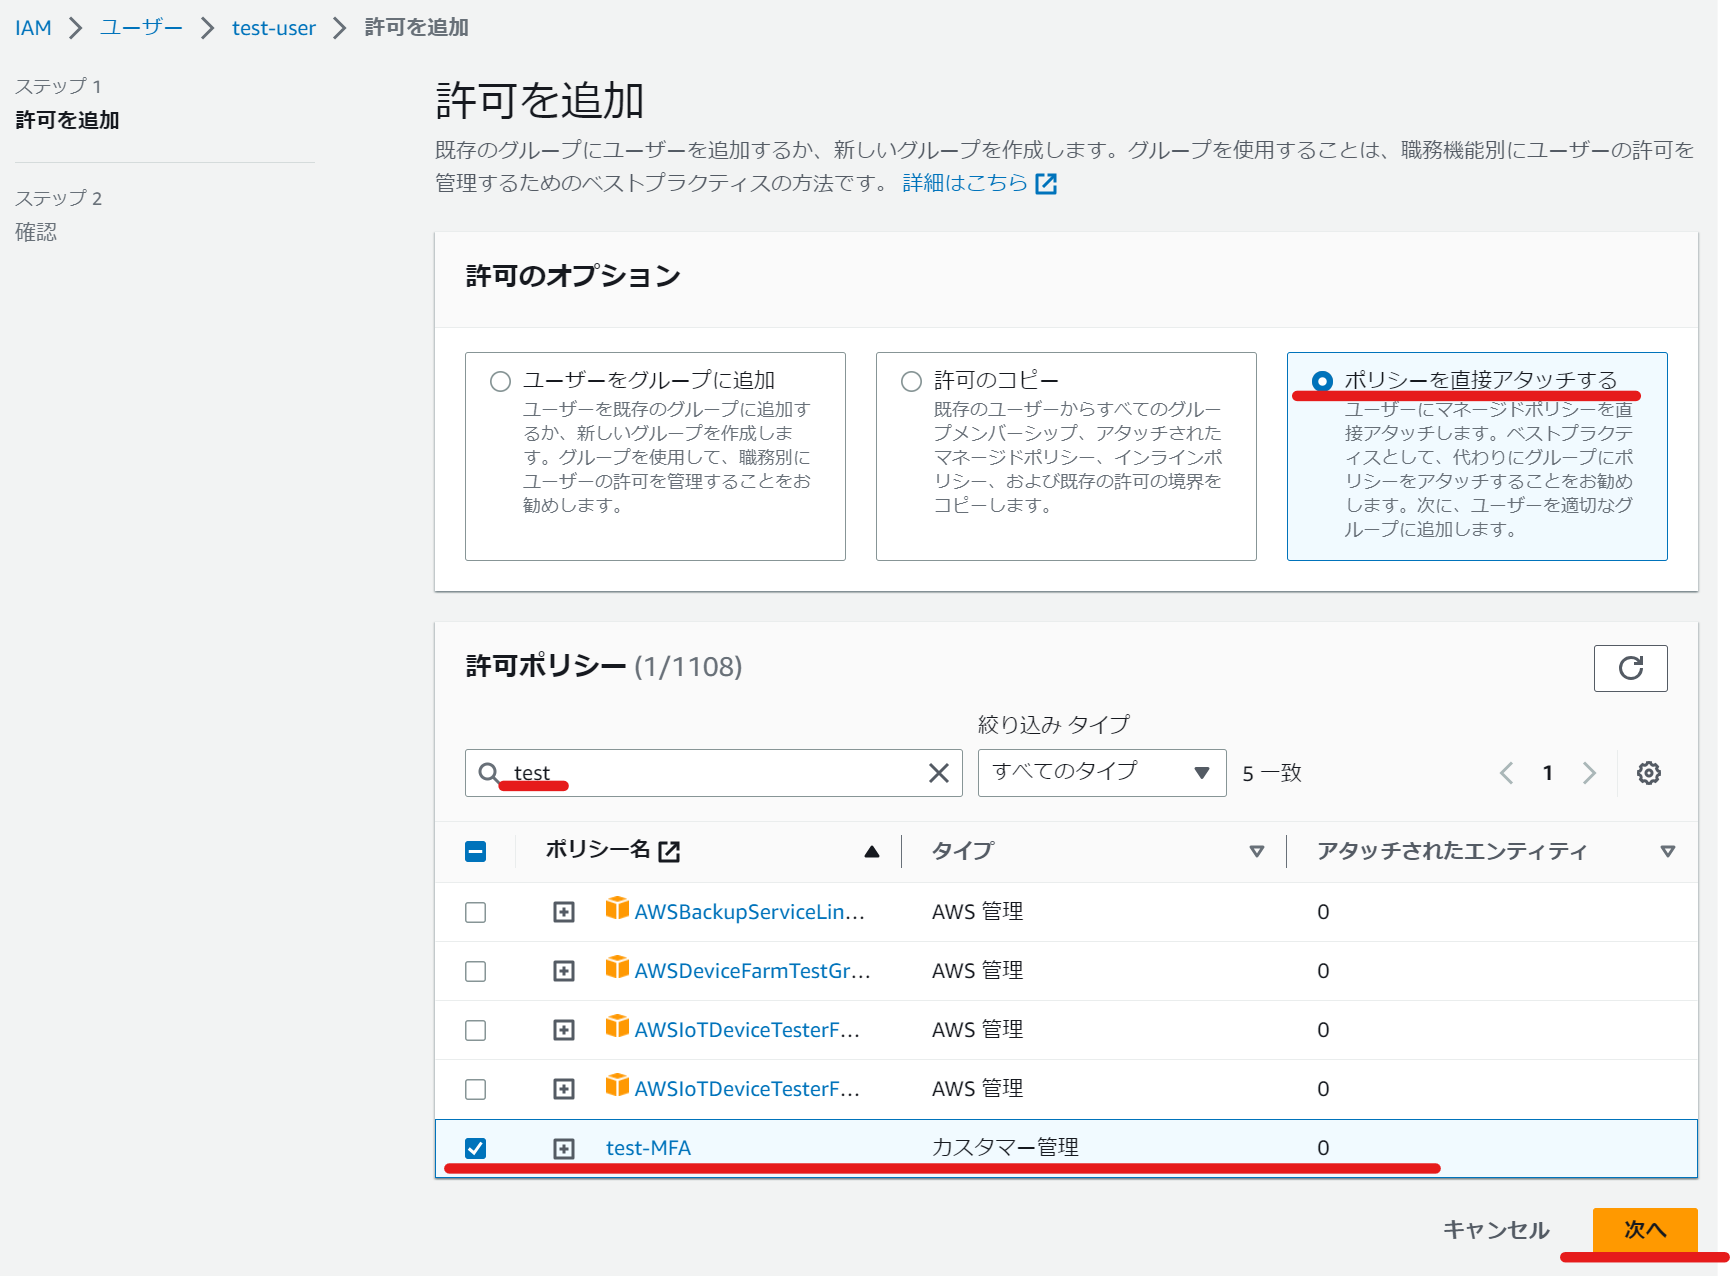 IAM > ユーザー > test-user > 許可を追加
ステップ 1
許可を追加
ステップ 2
確認
許可を追加
既存のグループにユーザーを追加するか、新しいグループを作成します。グループを使用することは、職務機能別にユーザーの許可を
管理するためのベストプラクティスの方法です。 詳細はこちら
許可のオプション
ユーザーをグループに追加
ユーザーを既存のグループに追加す
るか、新しいグループを作成しま
す。グループを使用して、職務別に
ユーザーの許可を管理することをお
勧めします。
許可のコピー
既存のユーザーからすべてのグルー
プメンバーシップ、アタッチされた
マネージドポリシー、インラインポ
リシー、および既存の許可の境界を
コピーします。
ポリシーを直接アタッチする
ユーザーにマネージドポリシーを直
接アタッチします。ベストプラクテ
ィスとして、代わりにグループにポ
リシーをアタッチすることをお勧め
します。次に、ユーザーを適切なグ
ループに追加します。
許可ポリシー (1/1108)
絞り込み タイプ
test すべてのタイプ 5 一致 1
ポリシー名 タイプ アタッチされたエンティティ
AWSBackupServiceLin... AWS 管理 0
AWSDeviceFarmTestGr... AWS 管理 0
AWSIoTDeviceTesterF... AWS 管理 0
AWSIoTDeviceTesterF... AWS 管理 0
test-MFA カスタマー管理 0
キャンセル 次へ